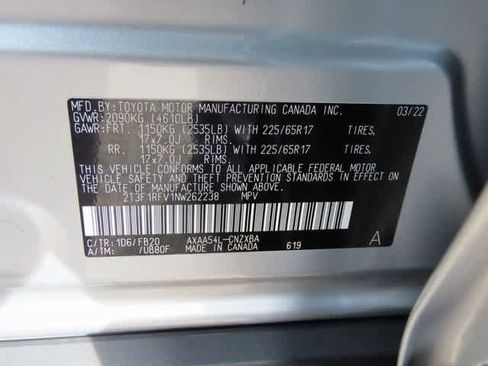 MFD.BY: TOYOTA MOTOR MANUFACTURING CANADA INC. 03/22
GVWR: 2090KG (4610LB)
GAWR: FRT. 1150KG (2535LB) WITH 225/65R17 TIRES,
17x7.0J RIMS.
RR. 1150KG (2535LB) WITH 225/65R17 TIRES,
17x7.0J RIMS.
THIS VEHICLE CONFORMS TO ALL APPLICABLE FEDERAL MOTOR
VEHICLE SAFETY AND THEFT PREVENTION STANDARDS IN
EFFECT ON THE DATE OF MANUFACTURE SHOWN ABOVE.
2T3F1RFV1NW262238 MPV
C/TR: 1D6/FB20 AXAA54L-CNZXBA A
A/TM: /UB80F MADE IN CANADA 619